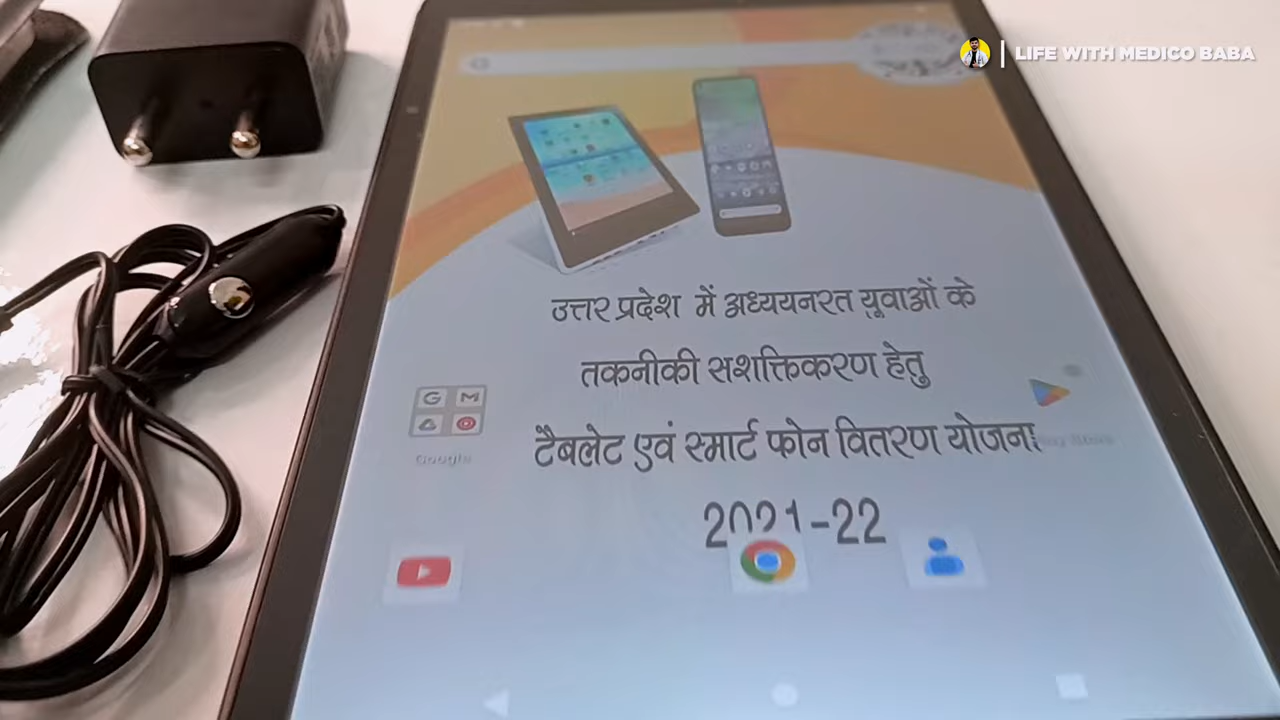 LIFE WITH MEDICO BABA
उत्तर प्रदेश में अध्ययनरत युवाओं के
तकनीकी सशक्तिकरण हेतु
टैबलेट एवं स्मार्ट फोन वितरण योजना
2021-22
G M
Google